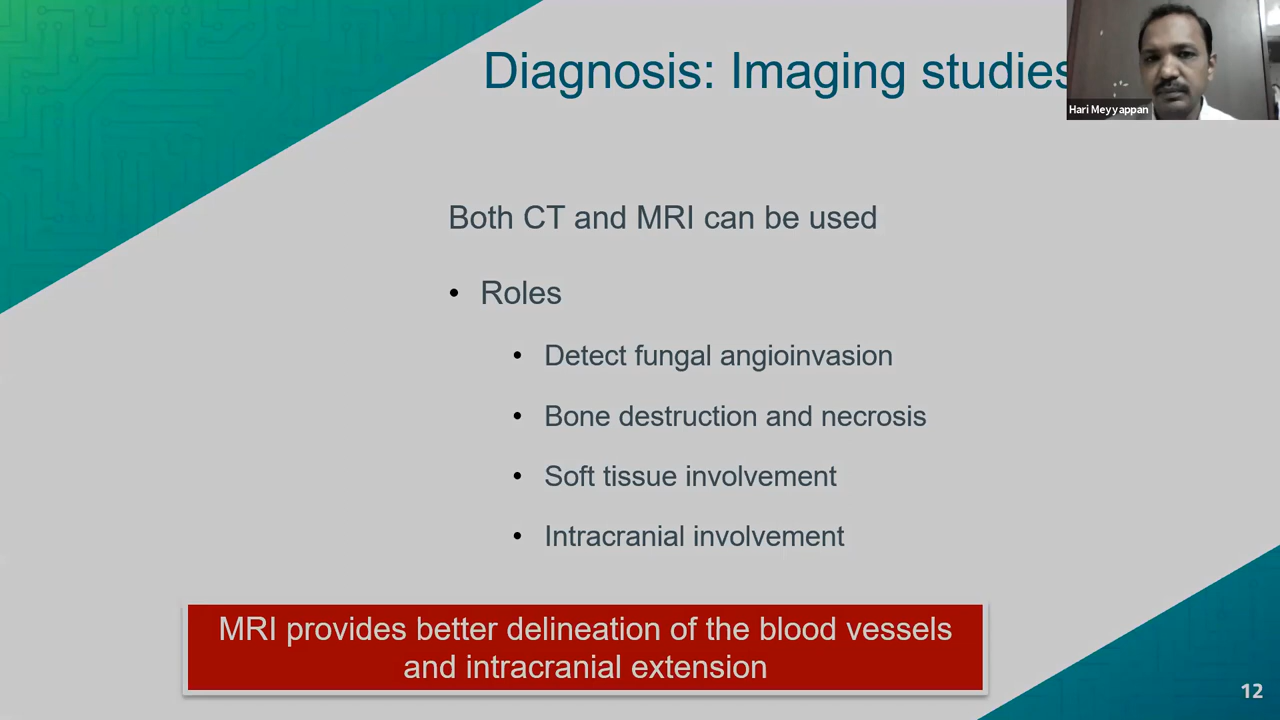 Diagnosis: Imaging studies
Hari Meyyappan
Both CT and MRI can be used
• Roles
• Detect fungal angioinvasion
• Bone destruction and necrosis
• Soft tissue involvement
• Intracranial involvement
MRI provides better delineation of the blood vessels
and intracranial extension
12